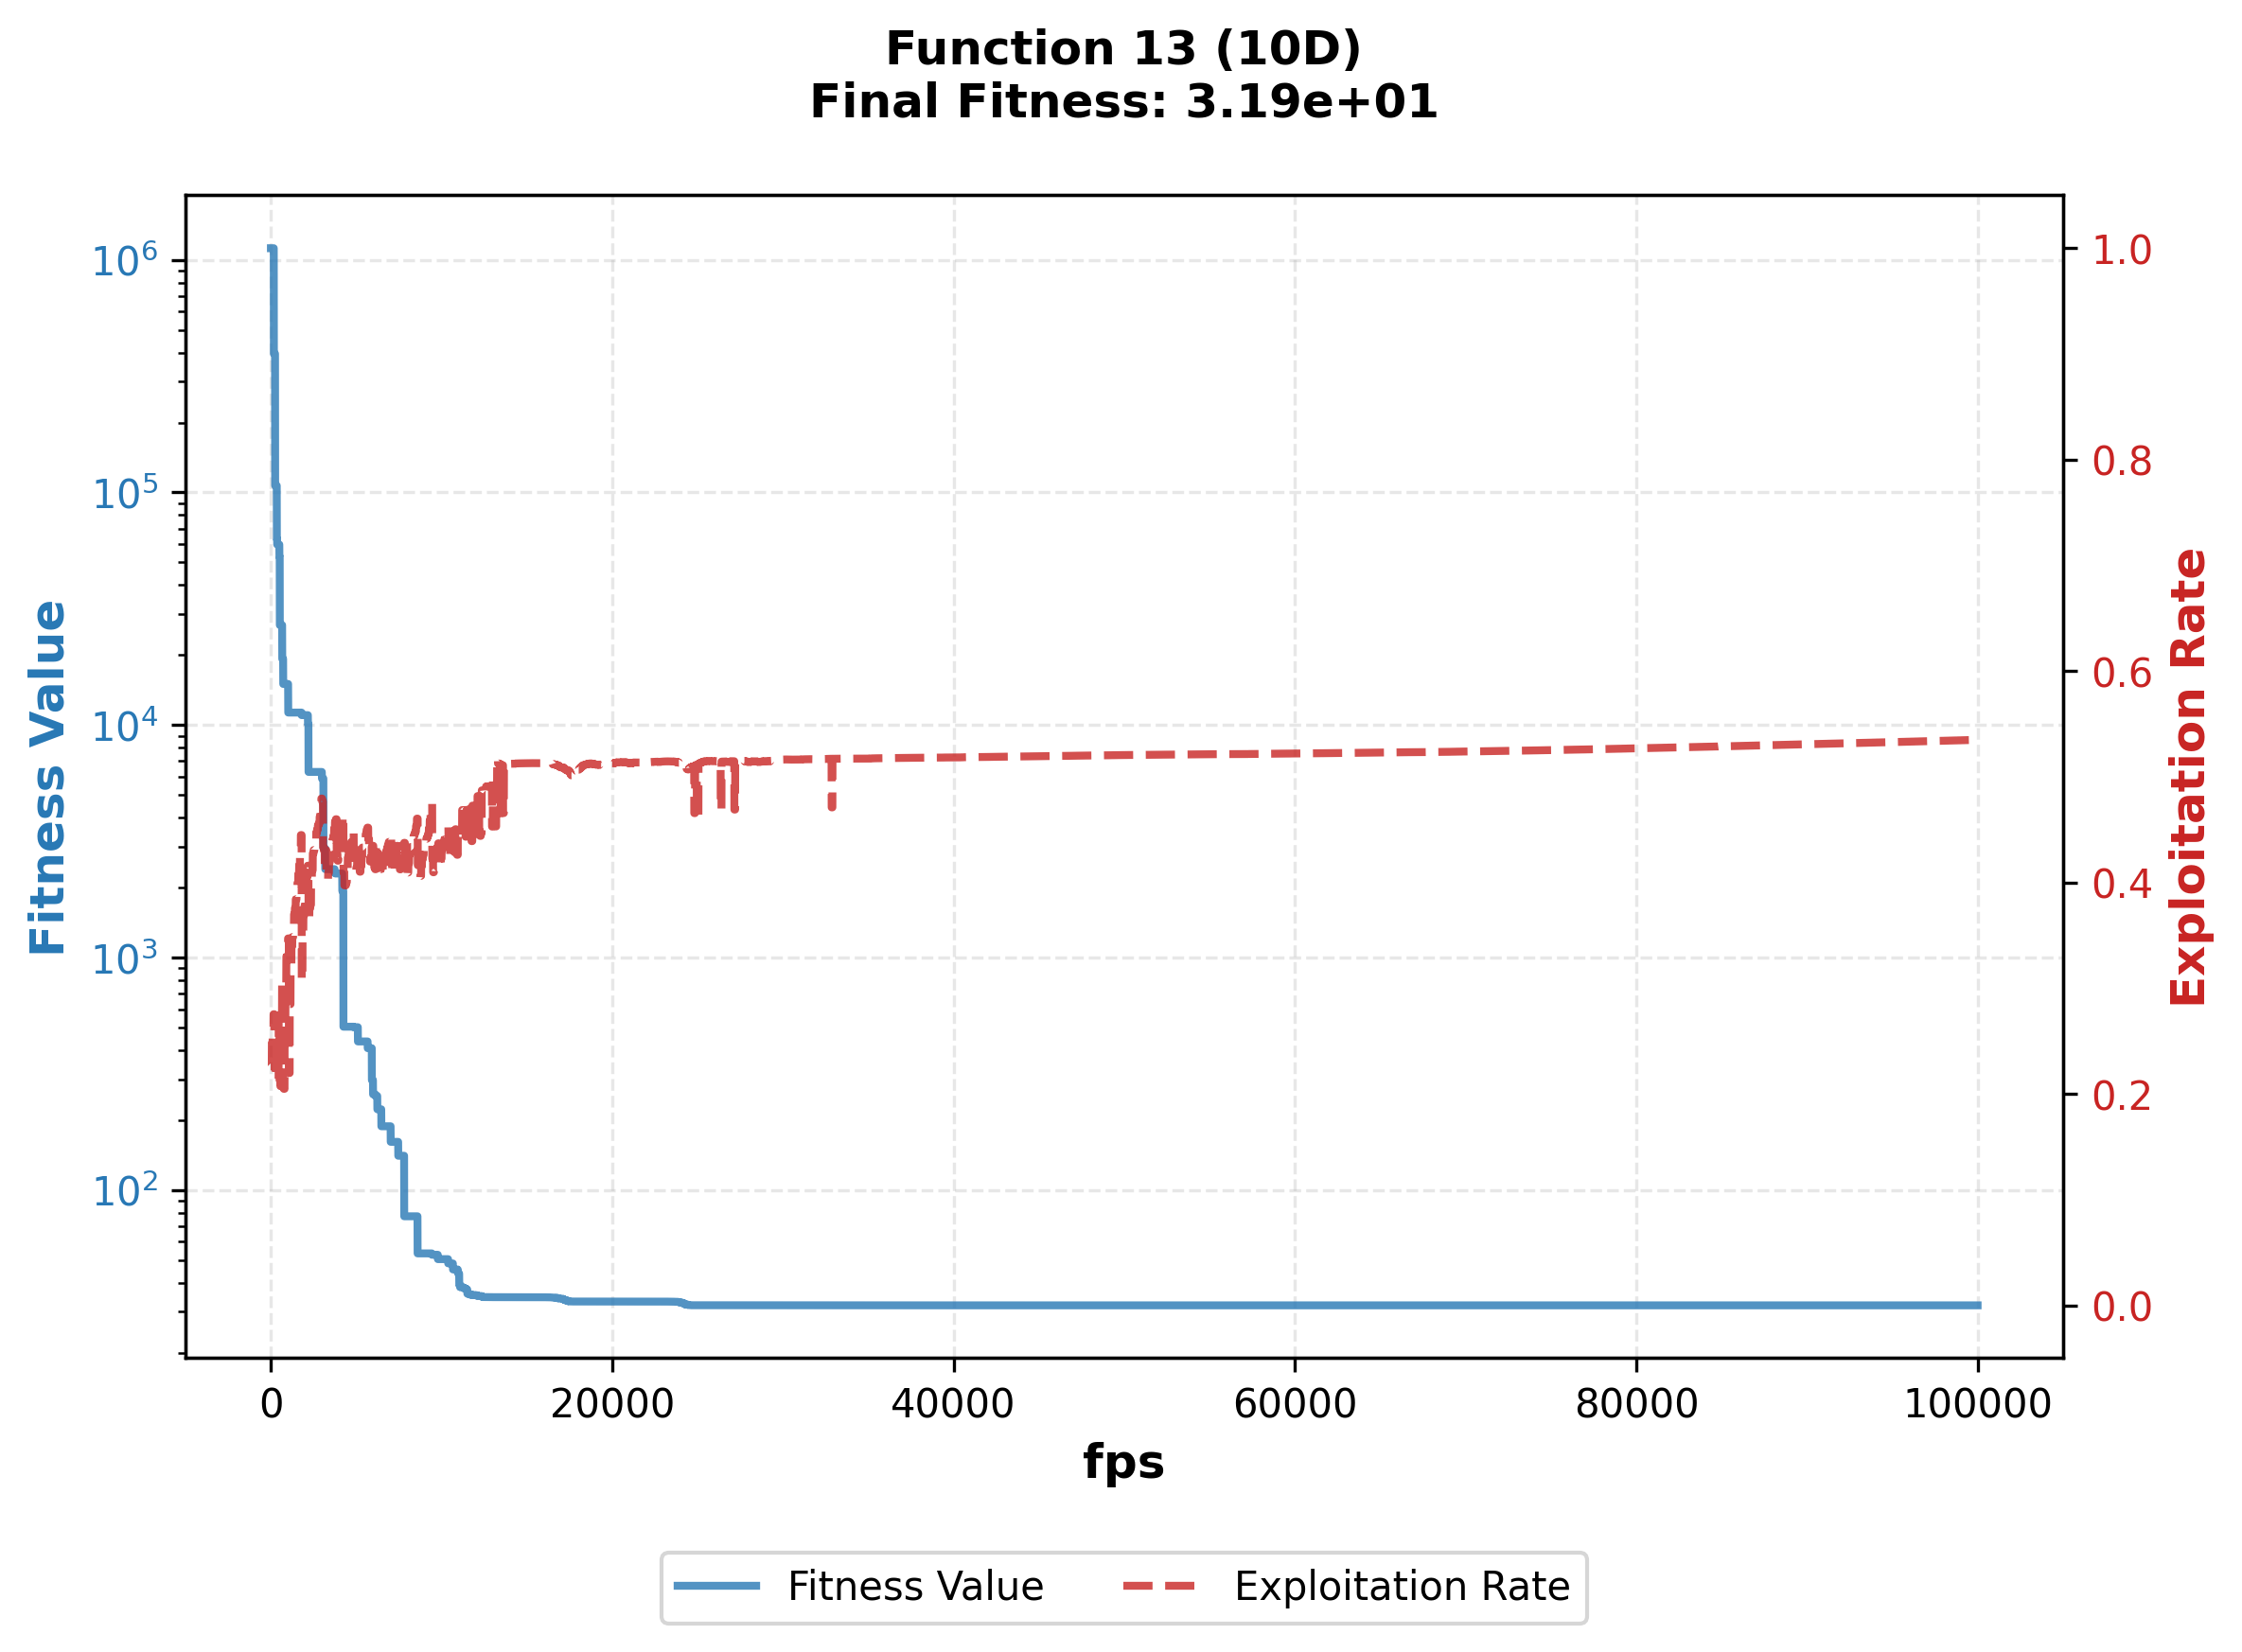 Function 13 (10D)
Final Fitness: 3.19e+01
10^6
10^5
10^4
10^3
10^2
Fitness Value
1.0
0.8
0.6
0.4
0.2
0.0
Exploitation Rate
0 20000 40000 60000 80000 100000
fps
Fitness Value Exploitation Rate